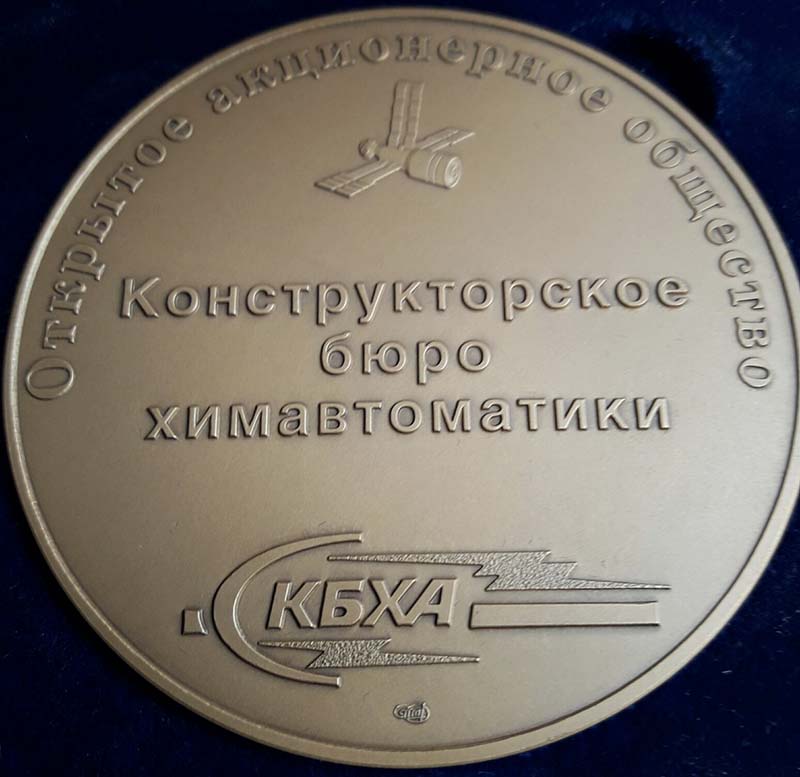 Открытое акционерное общество
Конструкторское
бюро
химавтоматики
КБХА